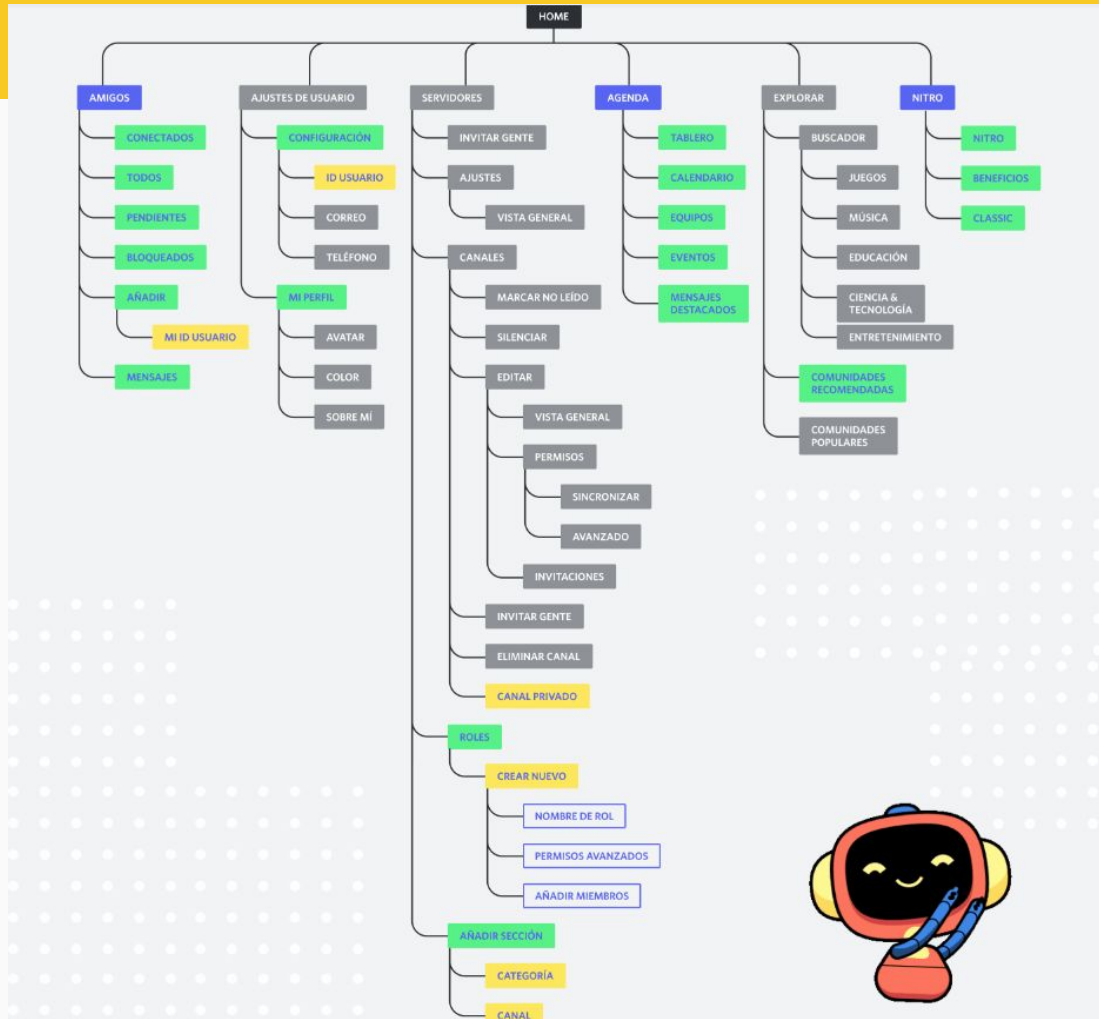 HOME
AMIGOS
CONECTADOS
TODOS
PENDIENTES
BLOQUEADOS
AÑADIR
MI ID USUARIO
MENSAJES
AJUSTES DE USUARIO
CONFIGURACIÓN
ID USUARIO
CORREO
TELÉFONO
MI PERFIL
AVATAR
COLOR
SOBRE MÍ
SERVIDORES
INVITAR GENTE
AJUSTES
VISTA GENERAL
CANALES
MARCAR NO LEÍDO
SILENCIAR
EDITAR
VISTA GENERAL
PERMISOS
SINCRONIZAR
AVANZADO
INVITACIONES
INVITAR GENTE
ELIMINAR CANAL
CANAL PRIVADO
ROLES
CREAR NUEVO
NOMBRE DE ROL
PERMISOS AVANZADOS
AÑADIR MIEMBROS
AÑADIR SECCIÓN
CATEGORÍA
CANAL
AGENDA
TABLERO
CALENDARIO
EQUIPOS
EVENTOS
MENSAJES
DESTACADOS
EXPLORAR
BUSCADOR
JUEGOS
MÚSICA
EDUCACIÓN
CIENCIA &
TECNOLOGÍA
ENTRETENIMIENTO
COMUNIDADES
RECOMENDADAS
COMUNIDADES
POPULARES
NITRO
NITRO
BENEFICIOS
CLASSIC